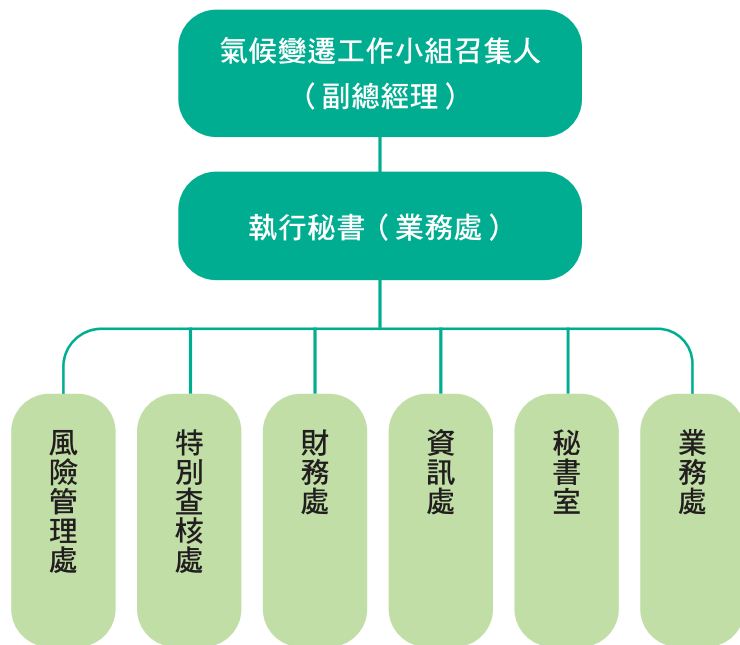 氣候變遷工作小組召集人
（副總經理）
執行秘書（業務處）
風險管理處
特別查核處
財務處
資訊處
秘書室
業務處